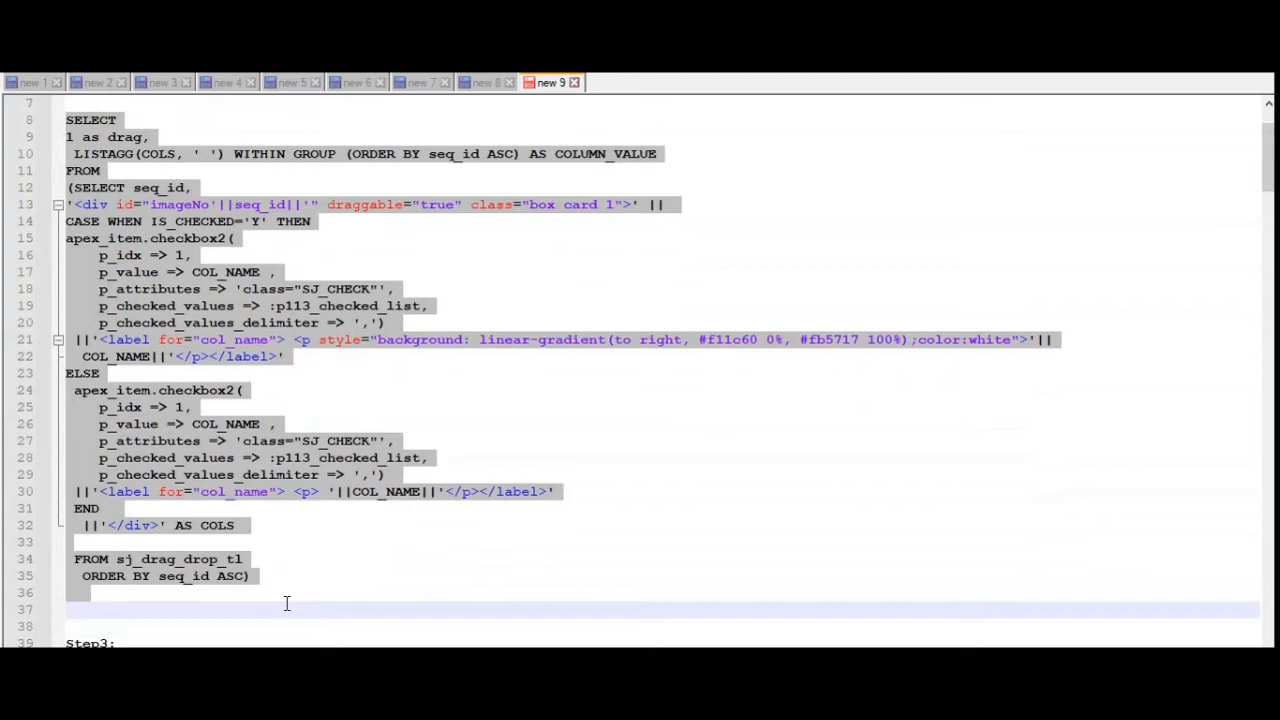 new 1 new 2 new 3 new 4 new 5 new 6 new 7 new 8 new 9
7
8 SELECT
9 1 as drag,
10 LISTAGG(COLS, ' ') WITHIN GROUP (ORDER BY seq_id ASC) AS COLUMN_VALUE
11 FROM
12 (SELECT seq_id,
13 '<div id="imageNo'||seq_id||'" draggable="true" class="box card 1">' ||
14 CASE WHEN IS_CHECKED='Y' THEN
15 apex_item.checkbox2(
16 p_idx => 1,
17 p_value => COL_NAME ,
18 p_attributes => 'class="SJ_CHECK"',
19 p_checked_values => :p113_checked_list,
20 p_checked_values_delimiter => ',')
21 ||'<label for="col_name"> <p style="background: linear-gradient(to right, #f11c60 0%, #fb5717 100%);color:white">'||
22 COL_NAME||'</p></label>'
23 ELSE
24 apex_item.checkbox2(
25 p_idx => 1,
26 p_value => COL_NAME ,
27 p_attributes => 'class="SJ_CHECK"',
28 p_checked_values => :p113_checked_list,
29 p_checked_values_delimiter => ',')
30 ||'<label for="col_name"> <p> '||COL_NAME||'</p></label>'
31 END
32 ||'</div>' AS COLS
33
34 FROM sj_drag_drop_tl
35 ORDER BY seq_id ASC)
36
37
38
39 Step3: